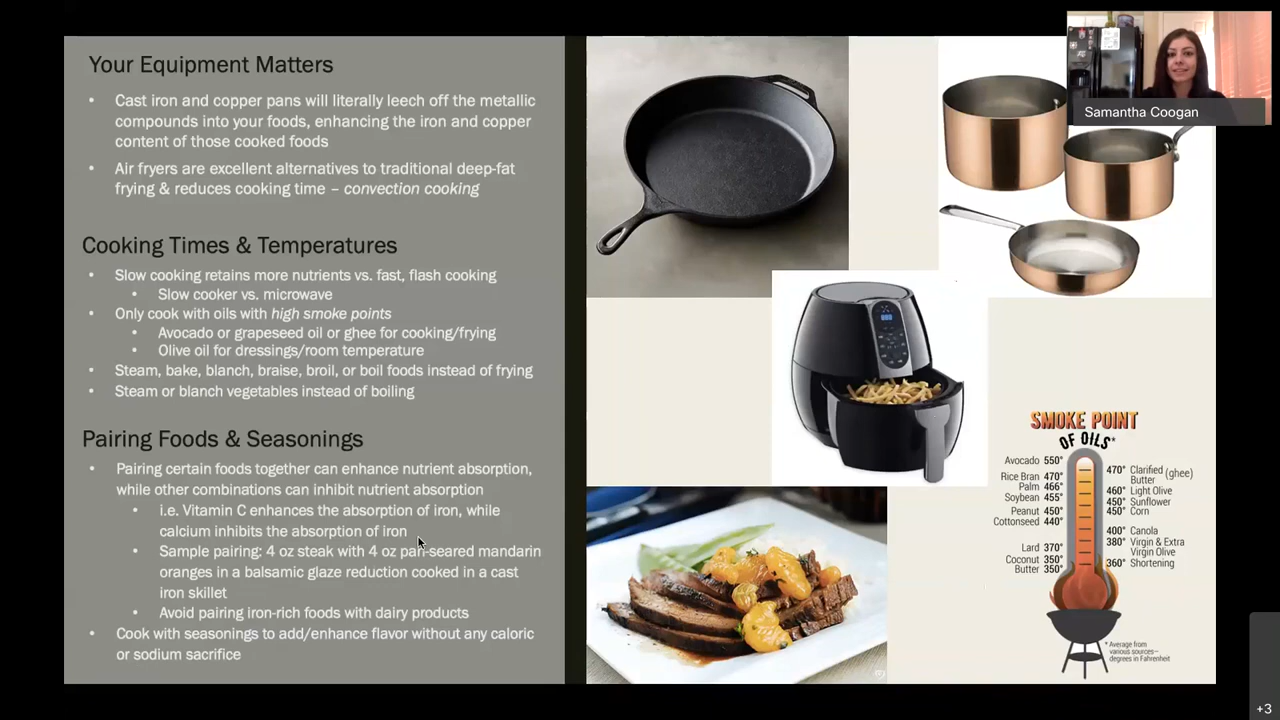 Your Equipment Matters
• Cast iron and copper pans will literally leech off the metallic
compounds into your foods, enhancing the iron and copper
content of those cooked foods
• Air fryers are excellent alternatives to traditional deep-fat
frying & reduces cooking time – convection cooking
Cooking Times & Temperatures
• Slow cooking retains more nutrients vs. fast, flash cooking
• Slow cooker vs. microwave
• Only cook with oils with high smoke points
• Avocado or grapeseed oil or ghee for cooking/frying
• Olive oil for dressings/room temperature
• Steam, bake, blanch, braise, broil, or boil foods instead of frying
• Steam or blanch vegetables instead of boiling
Pairing Foods & Seasonings
• Pairing certain foods together can enhance nutrient absorption,
while other combinations can inhibit nutrient absorption
• i.e. Vitamin C enhances the absorption of iron, while
calcium inhibits the absorption of iron
• Sample pairing: 4 oz steak with 4 oz pan-seared mandarin
oranges in a balsamic glaze reduction cooked in a cast
iron skillet
• Avoid pairing iron-rich foods with dairy products
• Cook with seasonings to add/enhance flavor without any caloric
or sodium sacrifice
Samantha Coogan
SMOKE POINT
OF OILS*
Avocado 550°
Rice Bran 470°
Palm 466°
Soybean 455°
Peanut 450°
Cottonseed 440°
Lard 370°
Coconut 350°
Butter 350°
470° Clarified (ghee)
Butter
460° Light Olive
450° Sunflower
450° Corn
400° Canola
380° Virgin & Extra
Virgin Olive
360° Shortening
* Average from
various sources—
degrees in Fahrenheit
+3